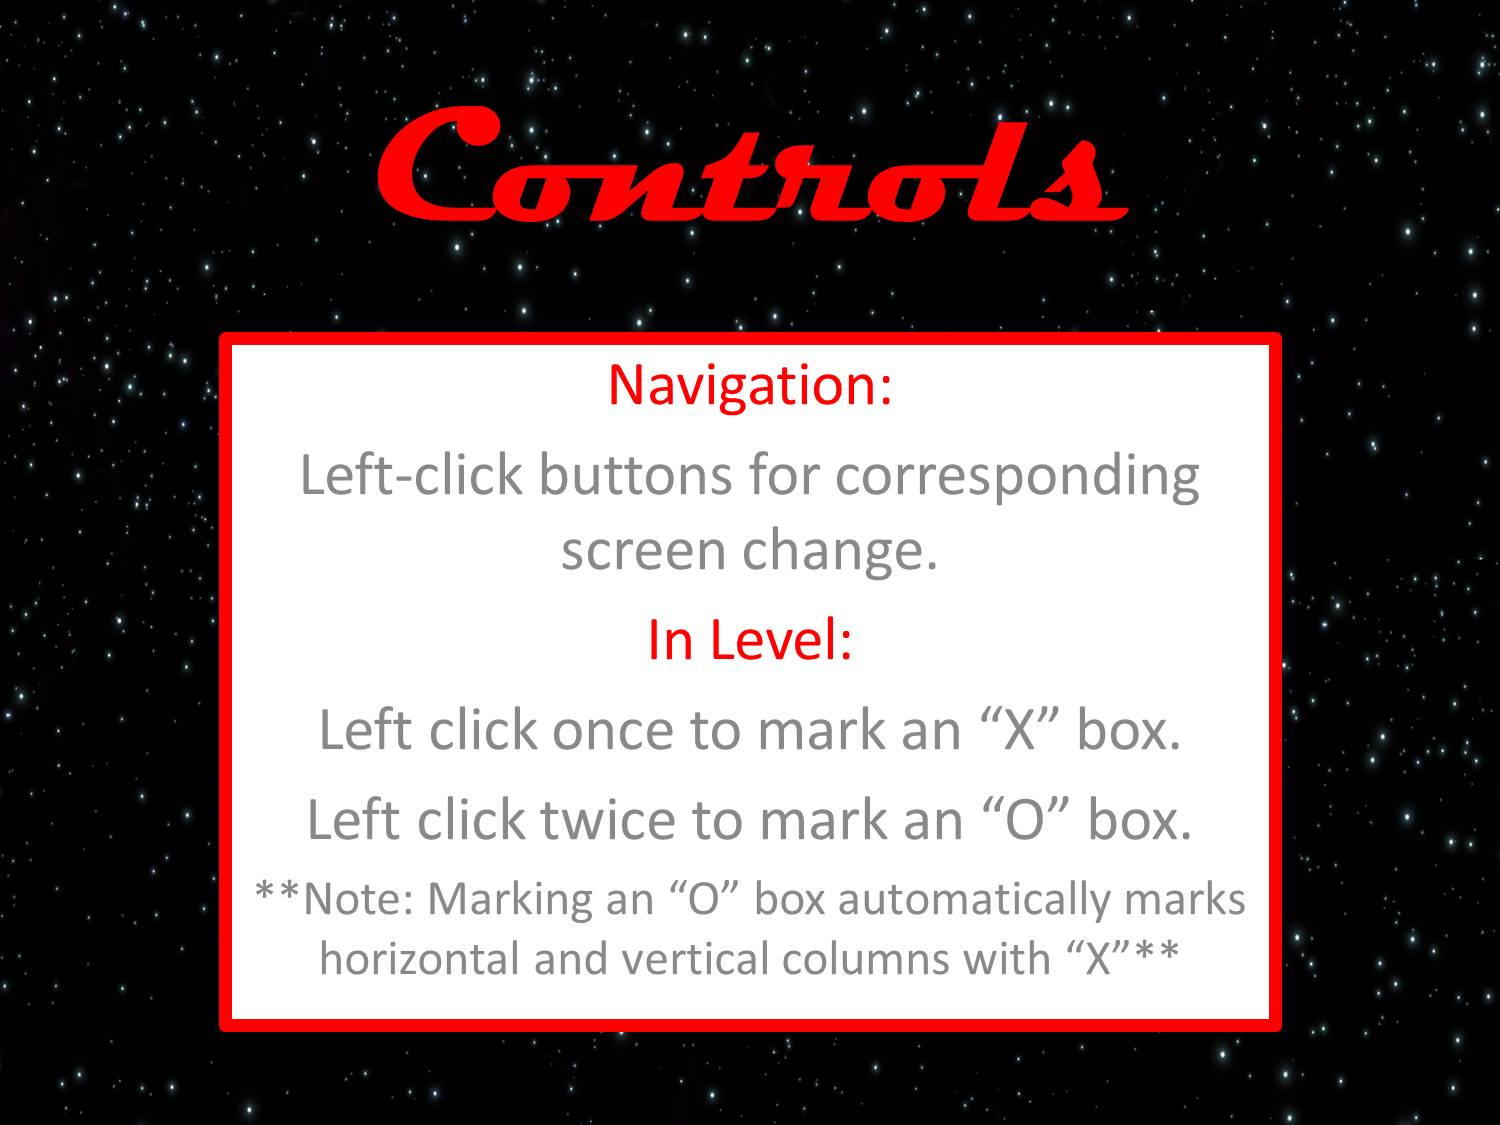 Controls
Navigation:
Left-click buttons for corresponding
screen change.
In Level:
Left click once to mark an “X” box.
Left click twice to mark an “O” box.
**Note: Marking an “O” box automatically marks
horizontal and vertical columns with “X”**